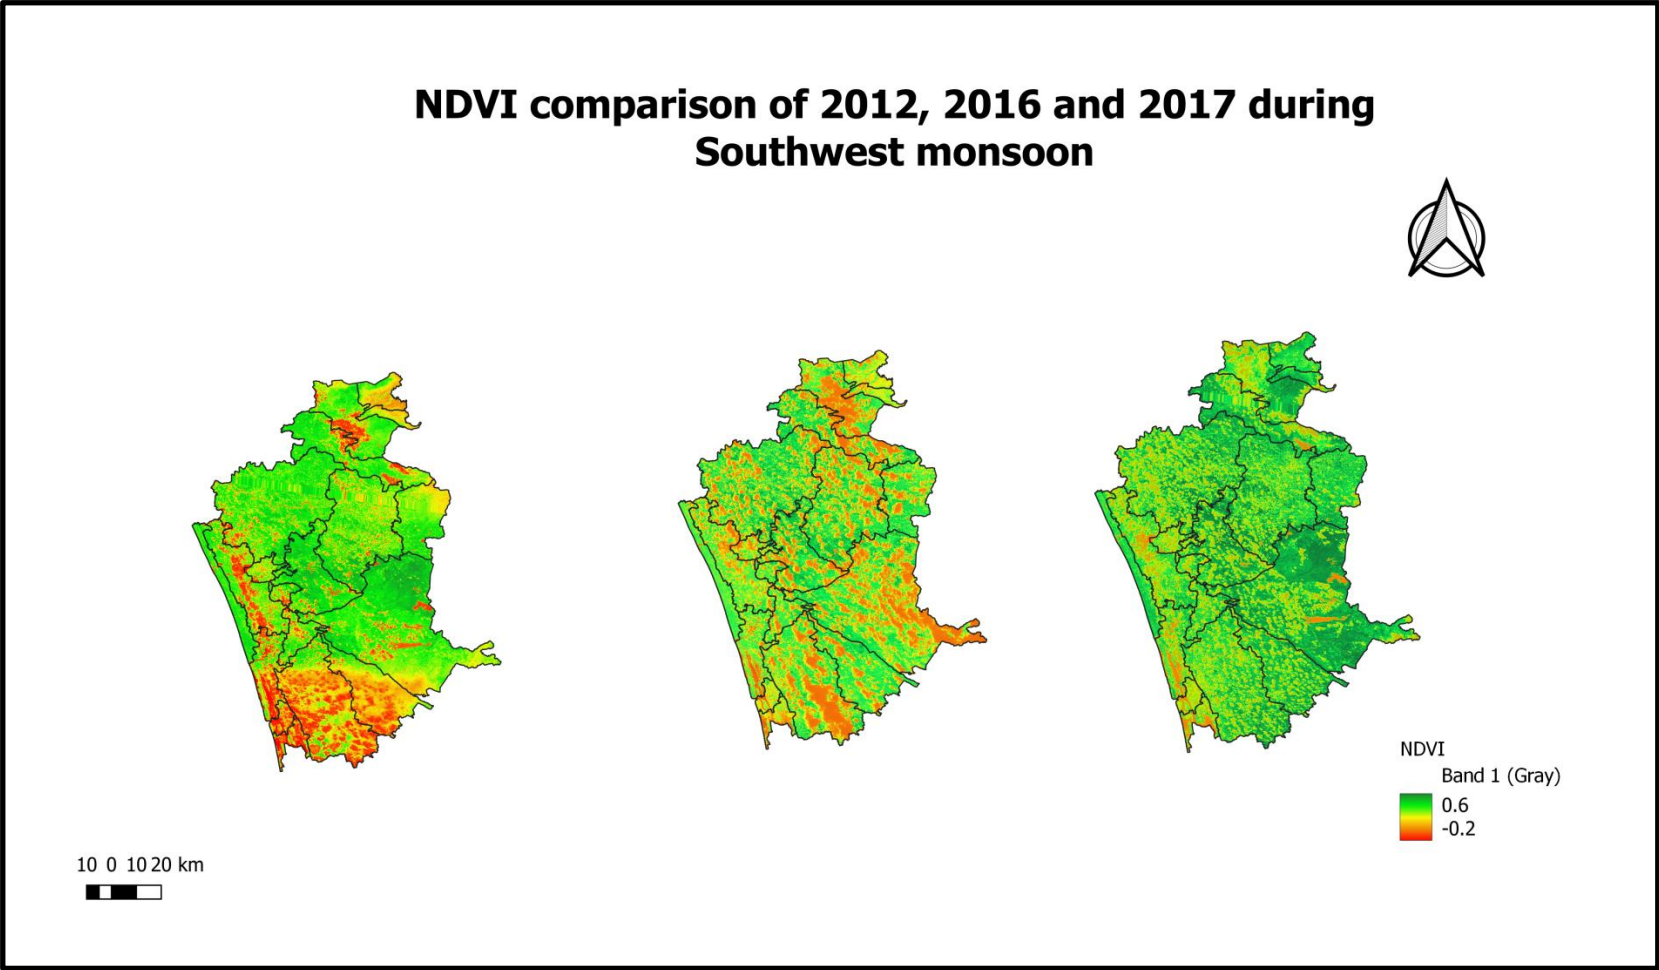 NDVI comparison of 2012, 2016 and 2017 during
Southwest monsoon
NDVI
Band 1 (Gray)
0.6
-0.2
10 0 10 20 km